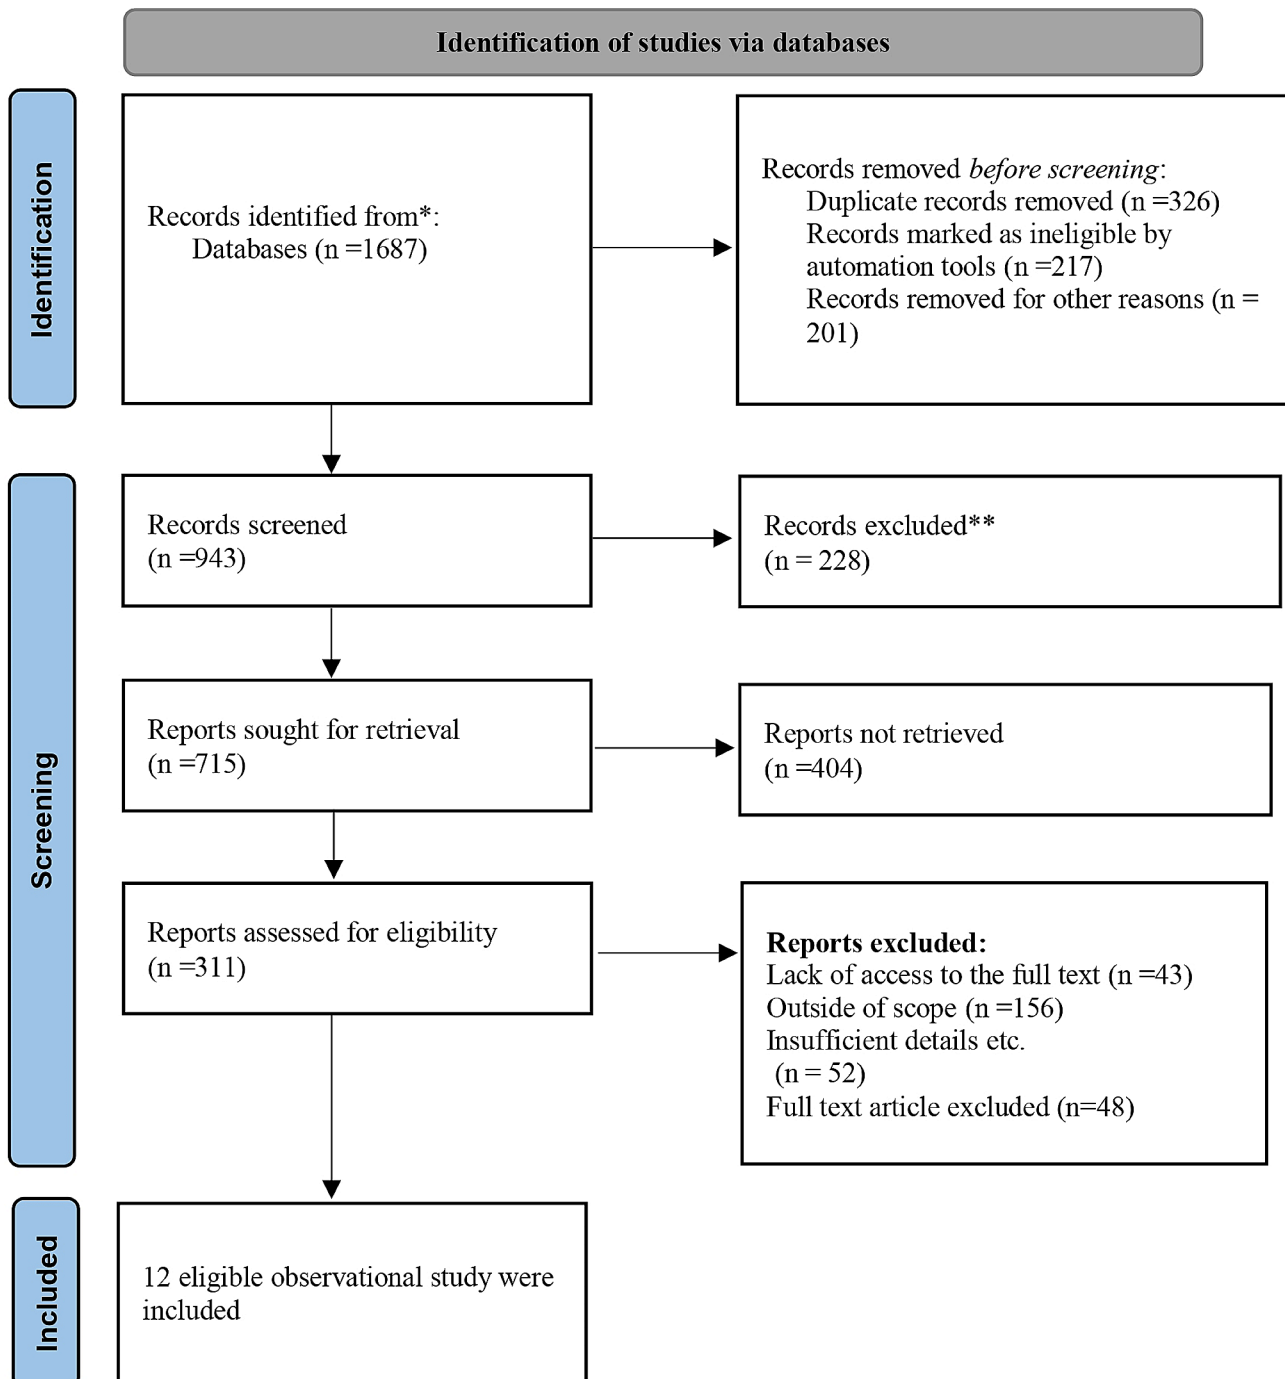 Identification of studies via databases
Identification
Records identified from*:
Databases (n =1687)
Records removed before screening:
Duplicate records removed (n =326)
Records marked as ineligible by
automation tools (n =217)
Records removed for other reasons (n =
201)
Screening
Records screened
(n =943)
Records excluded**
(n = 228)
Reports sought for retrieval
(n =715)
Reports not retrieved
(n =404)
Reports assessed for eligibility
(n =311)
Reports excluded:
Lack of access to the full text (n =43)
Outside of scope (n =156)
Insufficient details etc.
(n = 52)
Full text article excluded (n=48)
Included
12 eligible observational study were
included